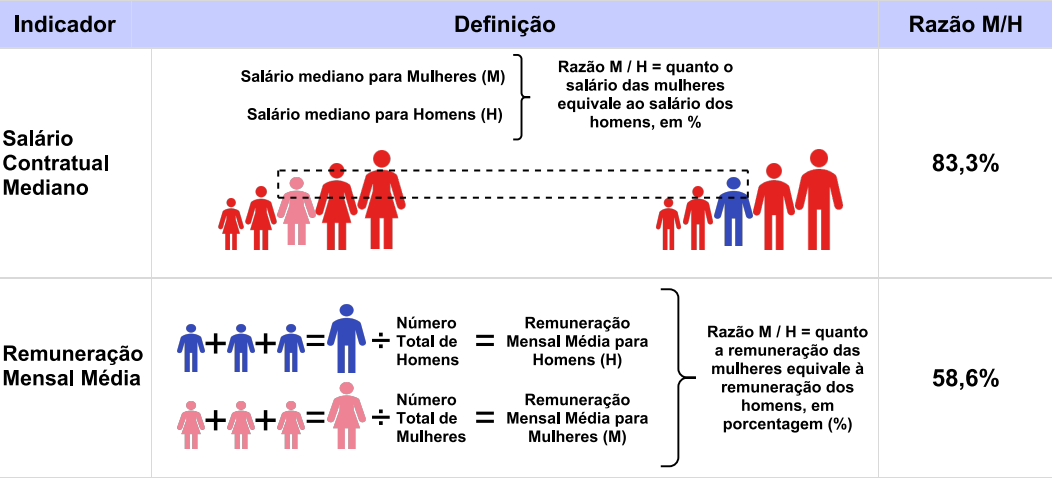 Indicador
Definição
Razão M/H
Salário
Contratual
Mediano
Salário mediano para Mulheres (M)
Salário mediano para Homens (H)
Razão M / H = quanto o
salário das mulheres
equivale ao salário dos
homens, em %
83,3%
Remuneração
Mensal Média
+ + = ÷
Número
Total de
Homens
=
Remuneração
Mensal Média para
Homens (H)
+ + = ÷
Número
Total de
Mulheres
=
Remuneração
Mensal Média para
Mulheres (M)
Razão M / H = quanto
a remuneração das
mulheres equivale à
remuneração dos
homens, em
porcentagem (%)
58,6%